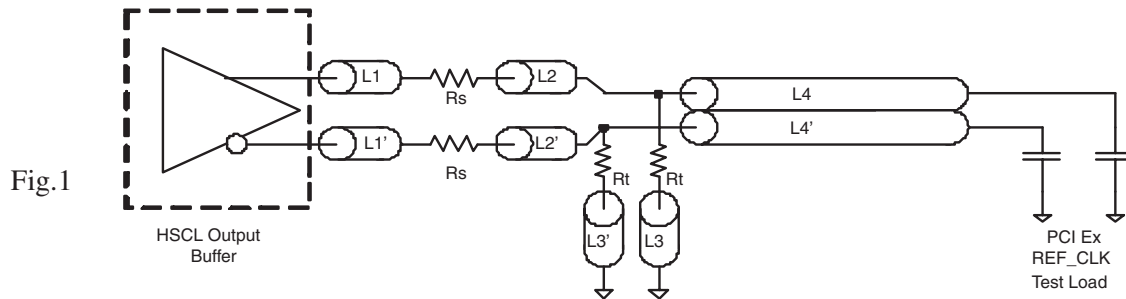 L1
Rs
L2
L4
L1'
Rs
L2'
L4'
Fig.1
Rt
Rt
L3'
L3
HSCL Output
Buffer
PCI Ex
REF_CLK
Test Load